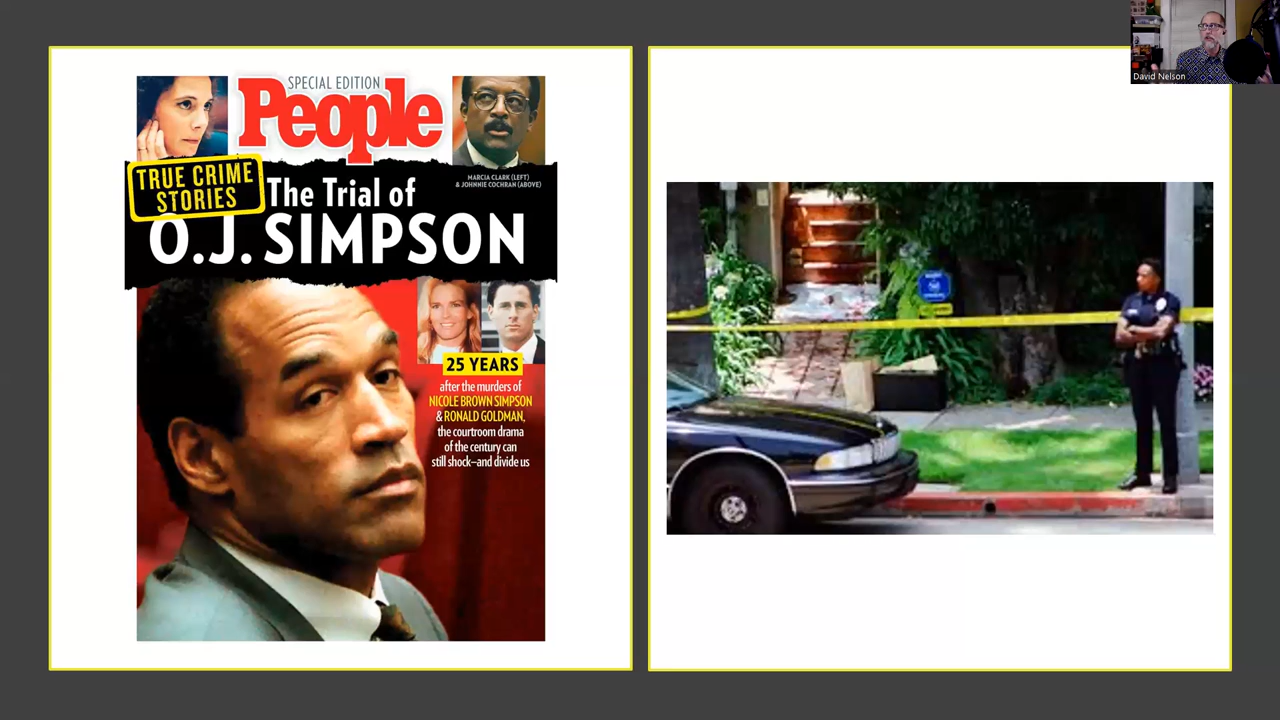 SPECIAL EDITION
People
MARCIA CLARK (LEFT)
& JOHNNIE COCHRAN (ABOVE)
TRUE CRIME
STORIES
The Trial of
O.J. SIMPSON
25 YEARS
after the murders of
NICOLE BROWN SIMPSON
& RONALD GOLDMAN,
the courtroom drama
of the century can
still shock—and divide us
David Nelson